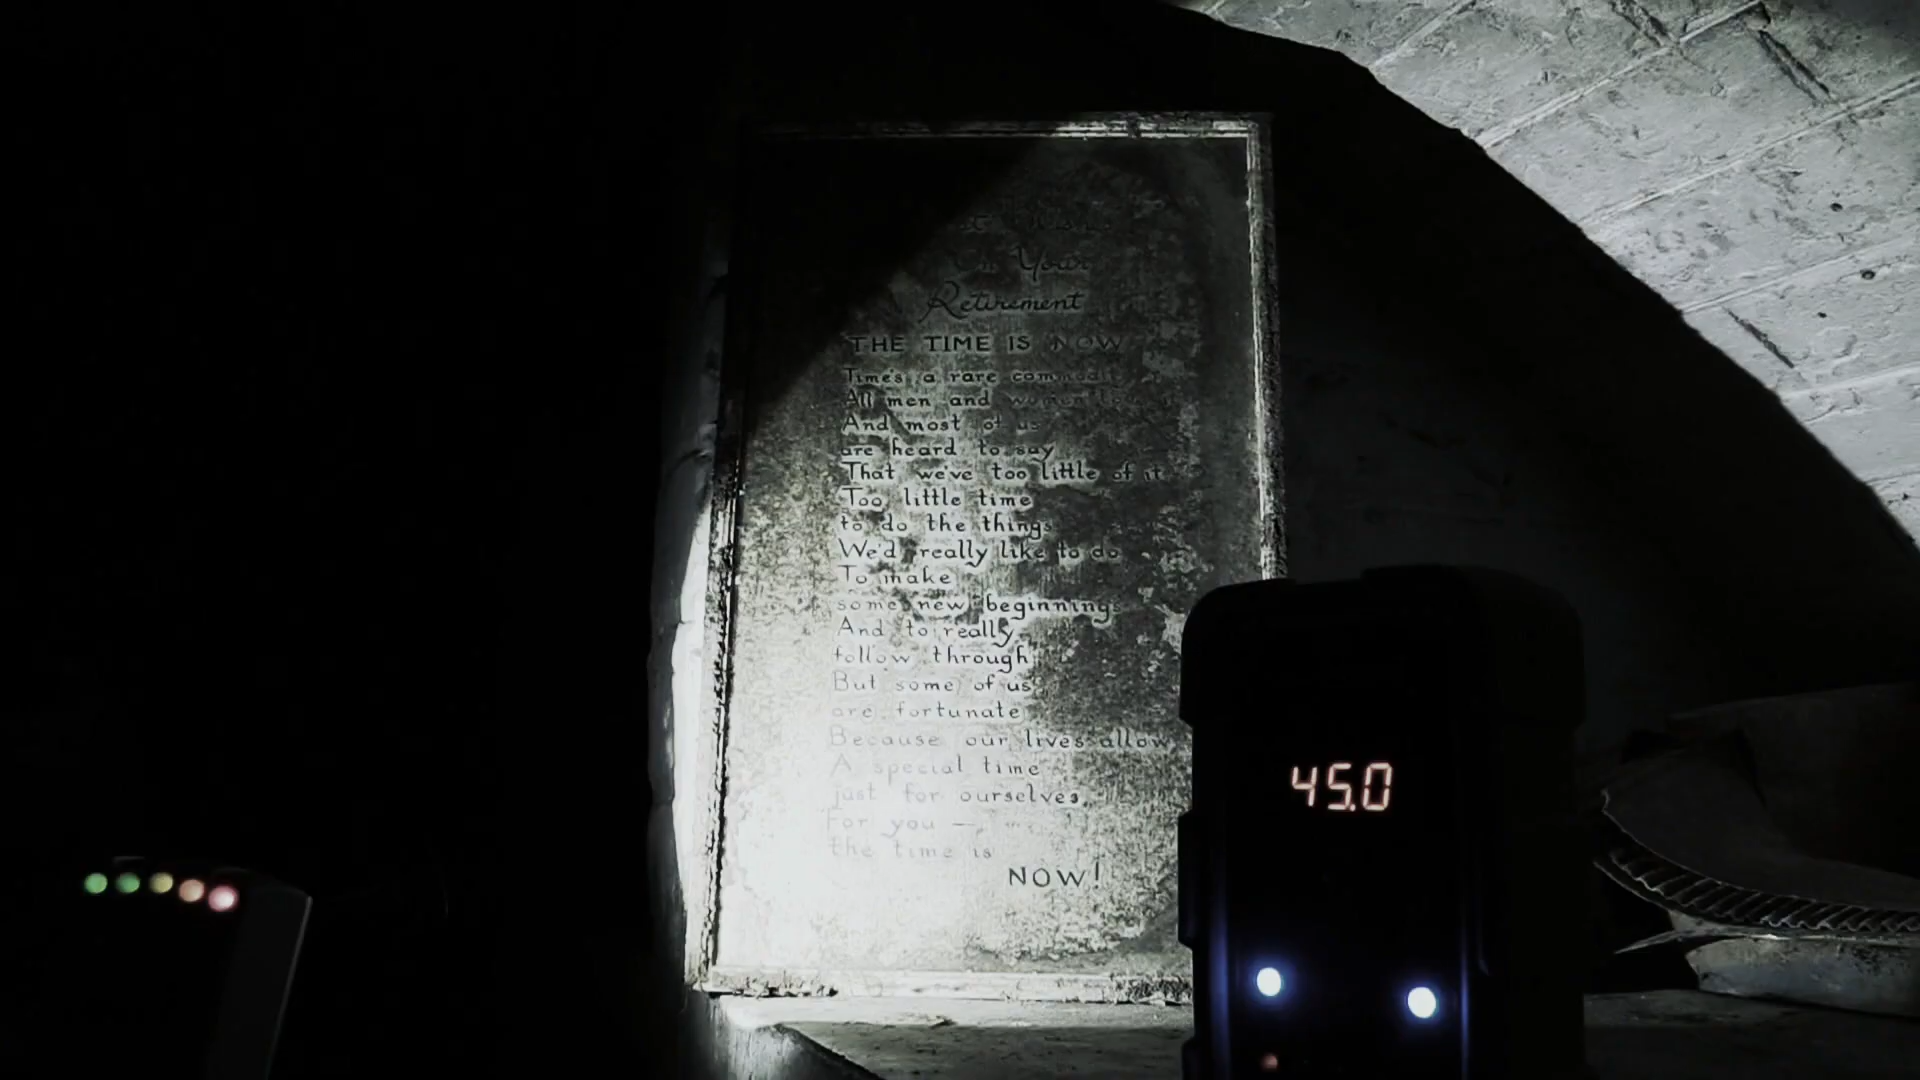 On Your
Retirement
THE TIME IS NOW
Time's a rare commodity
All men and women
And most of us
are heard to say
That we've too little of it
Too little time
to do the things
We'd really like to do
To make
some new beginnings
And to really
follow through
But some of us
are fortunate
Because our lives allow
A special time
just for ourselves,
For you —
the time is
NOW!
45.0